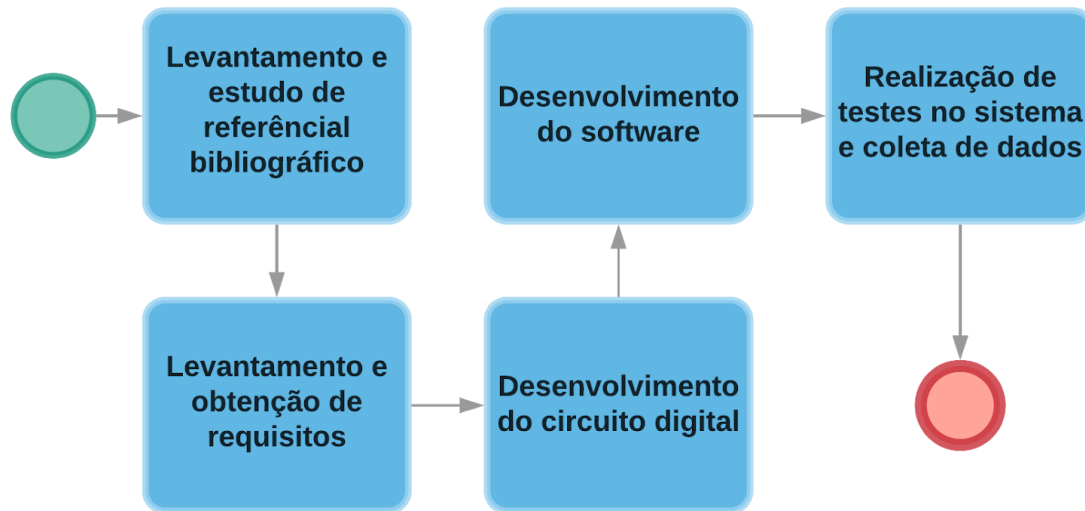 Levantamento e
estudo de
referêncial
bibliográfico
Levantamento e
obtenção de
requisitos
Desenvolvimento
do circuito digital
Desenvolvimento
do software
Realização de
testes no sistema
e coleta de dados